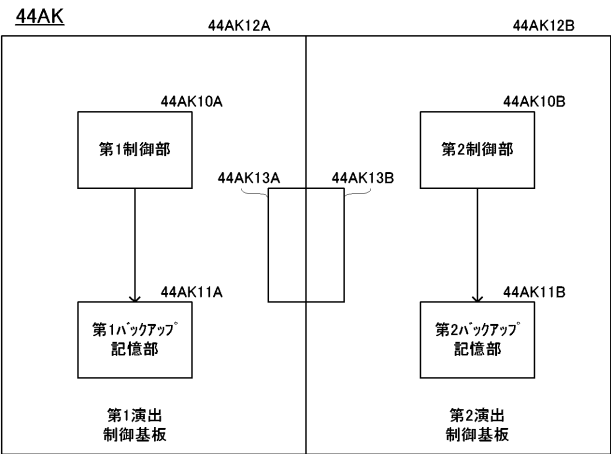 44AK
44AK12A
44AK12B
44AK10A
44AK10B
第1制御部
第2制御部
44AK13A
44AK13B
44AK11A
44AK11B
第1バックアップ
記憶部
第2バックアップ
記憶部
第1演出
制御基板
第2演出
制御基板